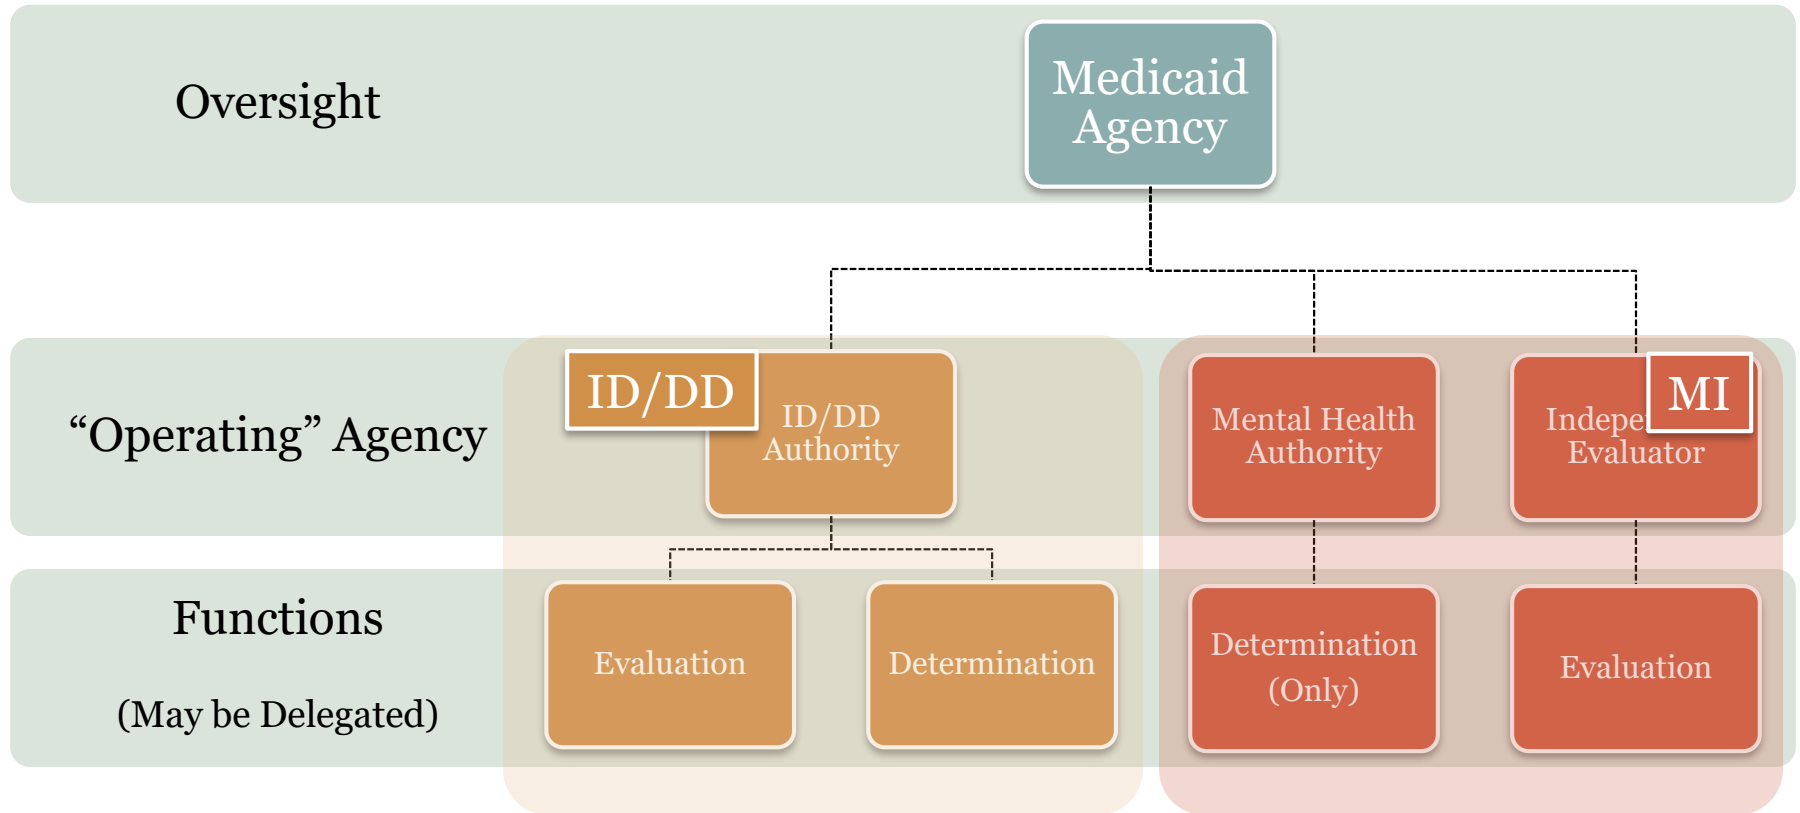 Oversight
Medicaid
Agency
“Operating” Agency
ID/DD
ID/DD
Authority
Mental Health
Authority
MI
Evaluator
Functions
(May be Delegated)
Evaluation
Determination
Determination
(Only)
Evaluation